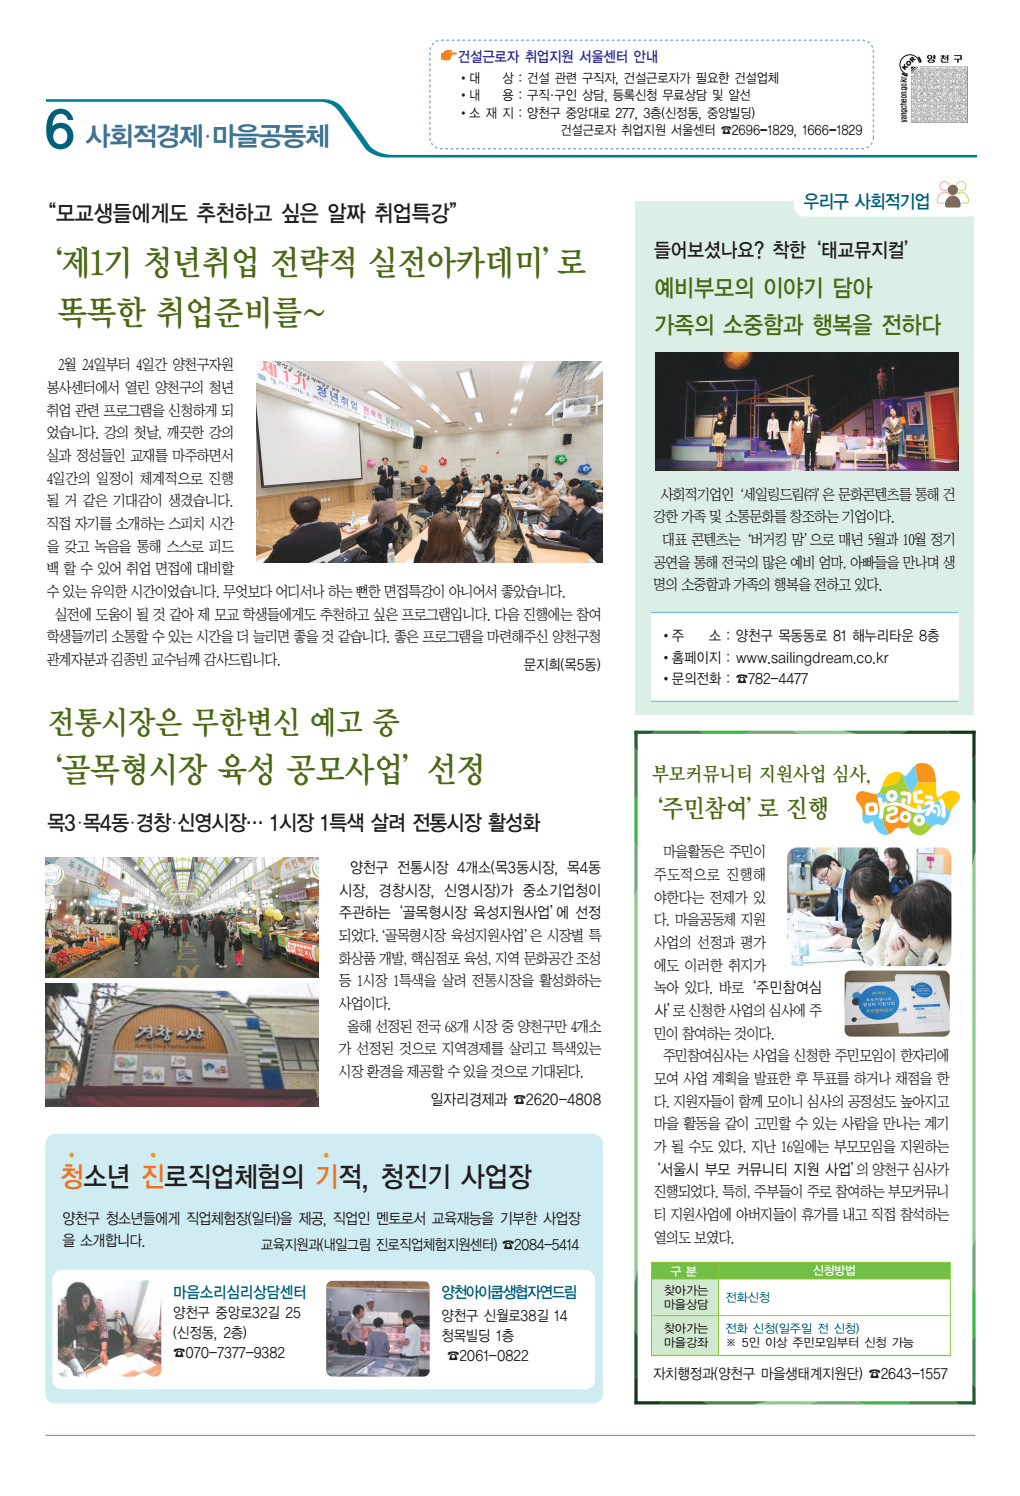 건설근로자 취업지원 서울센터 안내
• 대 상 : 건설 관련 구직자, 건설근로자가 필요한 건설업체
• 내 용 : 구직·구인 상담, 등록신청 무료상담 및 알선
• 소 재 지 : 양천구 중앙대로 277, 3층(신정동, 중앙빌딩)
건설근로자 취업지원 서울센터 ☎2696-1829, 1666-1829
양천구
yangcheon.go.kr
KOR
6 사회적경제·마을공동체
“모교생들에게도 추천하고 싶은 알짜 취업특강”
‘제1기 청년취업 전략적 실전아카데미’로
똑똑한 취업준비를~
2월 24일부터 4일간 양천구자원
봉사센터에서 열린 양천구의 청년
취업 관련 프로그램을 신청하게 되
었습니다. 강의 첫날, 깨끗한 강의
실과 정성들인 교재를 마주하면서
4일간의 일정이 체계적으로 진행
될 거 같은 기대감이 생겼습니다.
직접 자기를 소개하는 스피치 시간
을 갖고 녹음을 통해 스스로 피드
백 할 수 있어 취업 면접에 대비할
수 있는 유익한 시간이었습니다. 무엇보다 어디서나 하는 뻔한 면접특강이 아니어서 좋았습니다.
실전에 도움이 될 것 같아 제 모교 학생들에게도 추천하고 싶은 프로그램입니다. 다음 진행에는 참여
학생들끼리 소통할 수 있는 시간을 더 늘리면 좋을 것 같습니다. 좋은 프로그램을 마련해주신 양천구청
관계자분과 김종빈 교수님께 감사드립니다.
문지희(목5동)
제1기 청년취업
전통시장은 무한변신 예고 중
‘골목형시장 육성 공모사업’ 선정
목3·목4동·경창·신영시장… 1시장 1특색 살려 전통시장 활성화
경창시장
양천구 전통시장 4개소(목3동시장, 목4동
시장, 경창시장, 신영시장)가 중소기업청이
주관하는 ‘골목형시장 육성지원사업’에 선정
되었다. ‘골목형시장 육성지원사업’은 시장별 특
화상품 개발, 핵심점포 육성, 지역 문화공간 조성
등 1시장 1특색을 살려 전통시장을 활성화하는
사업이다.
올해 선정된 전국 68개 시장 중 양천구만 4개소
가 선정된 것으로 지역경제를 살리고 특색있는
시장 환경을 제공할 수 있을 것으로 기대된다.
일자리경제과 ☎2620-4808
청소년 진로직업체험의 기적, 청진기 사업장
양천구 청소년들에게 직업체험장(일터)을 제공, 직업인 멘토로서 교육재능을 기부한 사업장
을 소개합니다.
교육지원과(내일그림 진로직업체험지원센터) ☎2084-5414
마음소리심리상담센터
양천구 중앙로32길 25
(신정동, 2층)
☎070-7377-9382
양천아이쿱생협자연드림
양천구 신월로38길 14
청목빌딩 1층
☎2061-0822
우리구 사회적기업
들어보셨나요? 착한 ‘태교뮤지컬’
예비부모의 이야기 담아
가족의 소중함과 행복을 전하다
사회적기업인 ‘세일링드림㈜’은 문화콘텐츠를 통해 건
강한 가족 및 소통문화를 창조하는 기업이다.
대표 콘텐츠는 ‘버거킹 맘’으로 매년 5월과 10월 정기
공연을 통해 전국의 많은 예비 엄마, 아빠들을 만나며 생
명의 소중함과 가족의 행복을 전하고 있다.
• 주 소 : 양천구 목동동로 81 해누리타운 8층
• 홈페이지 : www.sailingdream.co.kr
• 문의전화 : ☎782-4477
부모커뮤니티 지원사업 심사,
‘주민참여’로 진행
마을공동체
마을활동은 주민이
주도적으로 진행해
야한다는 전제가 있
다. 마을공동체 지원
사업의 선정과 평가
에도 이러한 취지가
녹아 있다. 바로 ‘주민참여심
사’로 신청한 사업의 심사에 주
민이 참여하는 것이다.
주민참여심사는 사업을 신청한 주민모임이 한자리에
모여 사업 계획을 발표한 후 투표를 하거나 채점을 한
다. 지원자들이 함께 모이니 심사의 공정성도 높아지고
마을 활동을 같이 고민할 수 있는 사람을 만나는 계기
가 될 수도 있다. 지난 16일에는 부모모임을 지원하는
‘서울시 부모 커뮤니티 지원 사업’의 양천구 심사가
진행되었다. 특히, 주부들이 주로 참여하는 부모커뮤니
티 지원사업에 아버지들이 휴가를 내고 직접 참석하는
열의도 보였다.
구 분 신청방법
찾아가는 마을상담 전화신청
찾아가는 마을강좌 전화 신청(일주일 전 신청)
※ 5인 이상 주민모임부터 신청 가능
자치행정과(양천구 마을생태계지원단) ☎2643-1557